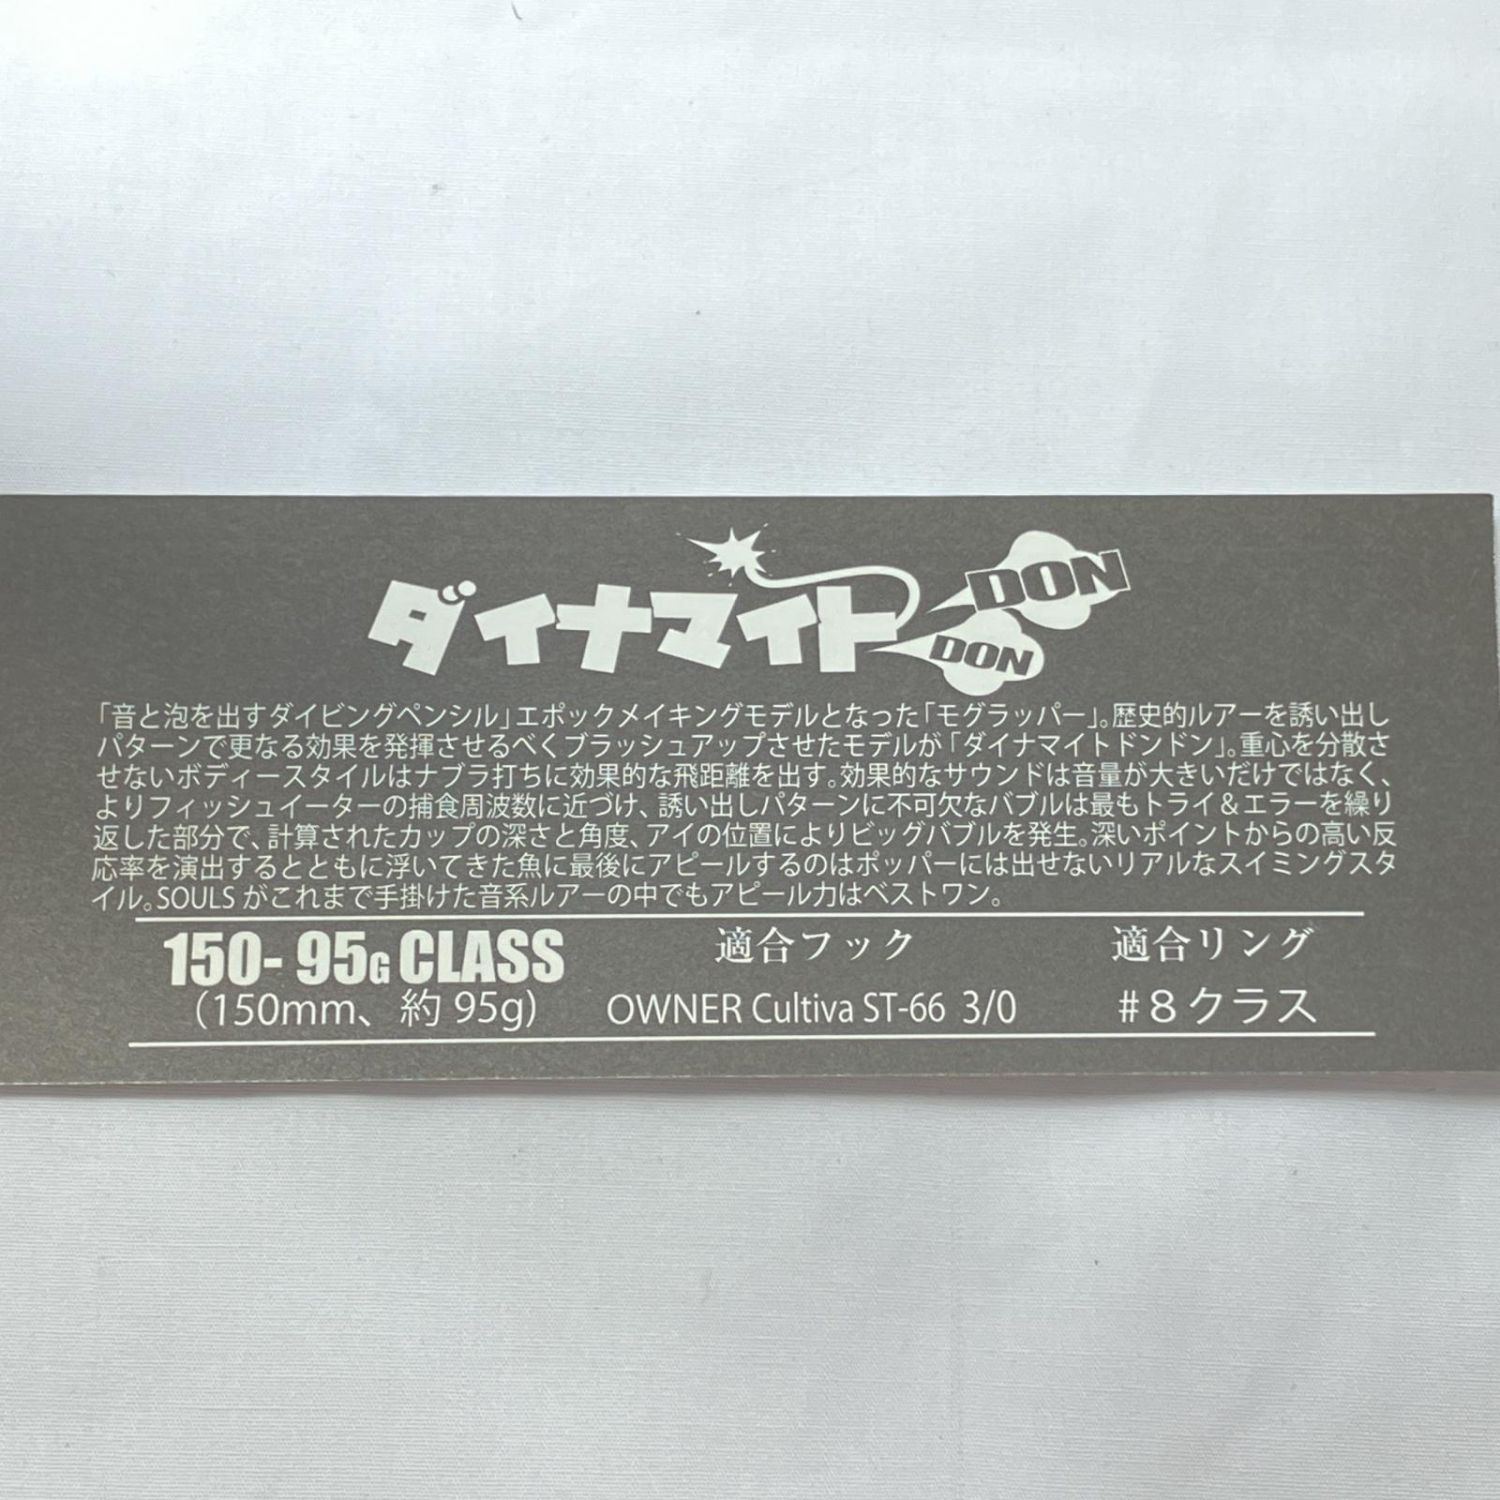 ダイナマイト DON
DON
「音と泡を出すダイビングペンシル」エポックメイキングモデルとなった「モグラッパー」。歴史的ルアーを誘い出し
パターンで更なる効果を発揮させるべくブラッシュアップさせたモデルが「ダイナマイトドンドン」。重心を分散さ
せないボディースタイルはナブラ打ちに効果的な飛距離を出す。効果的なサウンドは音量が大きいだけではなく、
よりフィッシュイーターの捕食周波数に近づけ、誘い出しパターンに不可欠なバブルは最もトライ＆エラーを繰り
返した部分で、計算されたカップの深さと角度、アイの位置によりビッグバブルを発生。深いポイントからの高い反
応率を演出するとともに浮いてきた魚に最後にアピールするのはポッパーには出せないリアルなスイミングスタ
イル。SOULSがこれまで手掛けた音系ルアーの中でもアピール力はベストワン。
150- 95G CLASS 適合フック 適合リング
(150mm、約95g) OWNER Cultiva ST-66 3/0 #8クラス